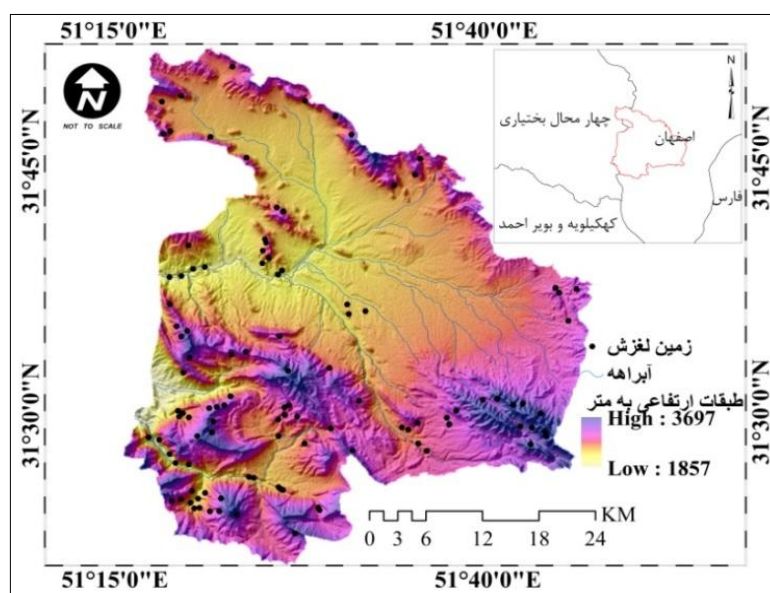 51°15'0"E
51°40'0"E
N
NOT TO SCALE
N
چهار محال بختیاری
اصفهان
فارس
کهکیلویه و بویر احمد
31°45'0"N
31°45'0"N
زمین لغزش
آبراهه
طبقات ارتفاعی به متر
High : 3697
Low : 1857
31°30'0"N
31°30'0"N
KM
0 3 6 12 18 24
51°15'0"E
51°40'0"E